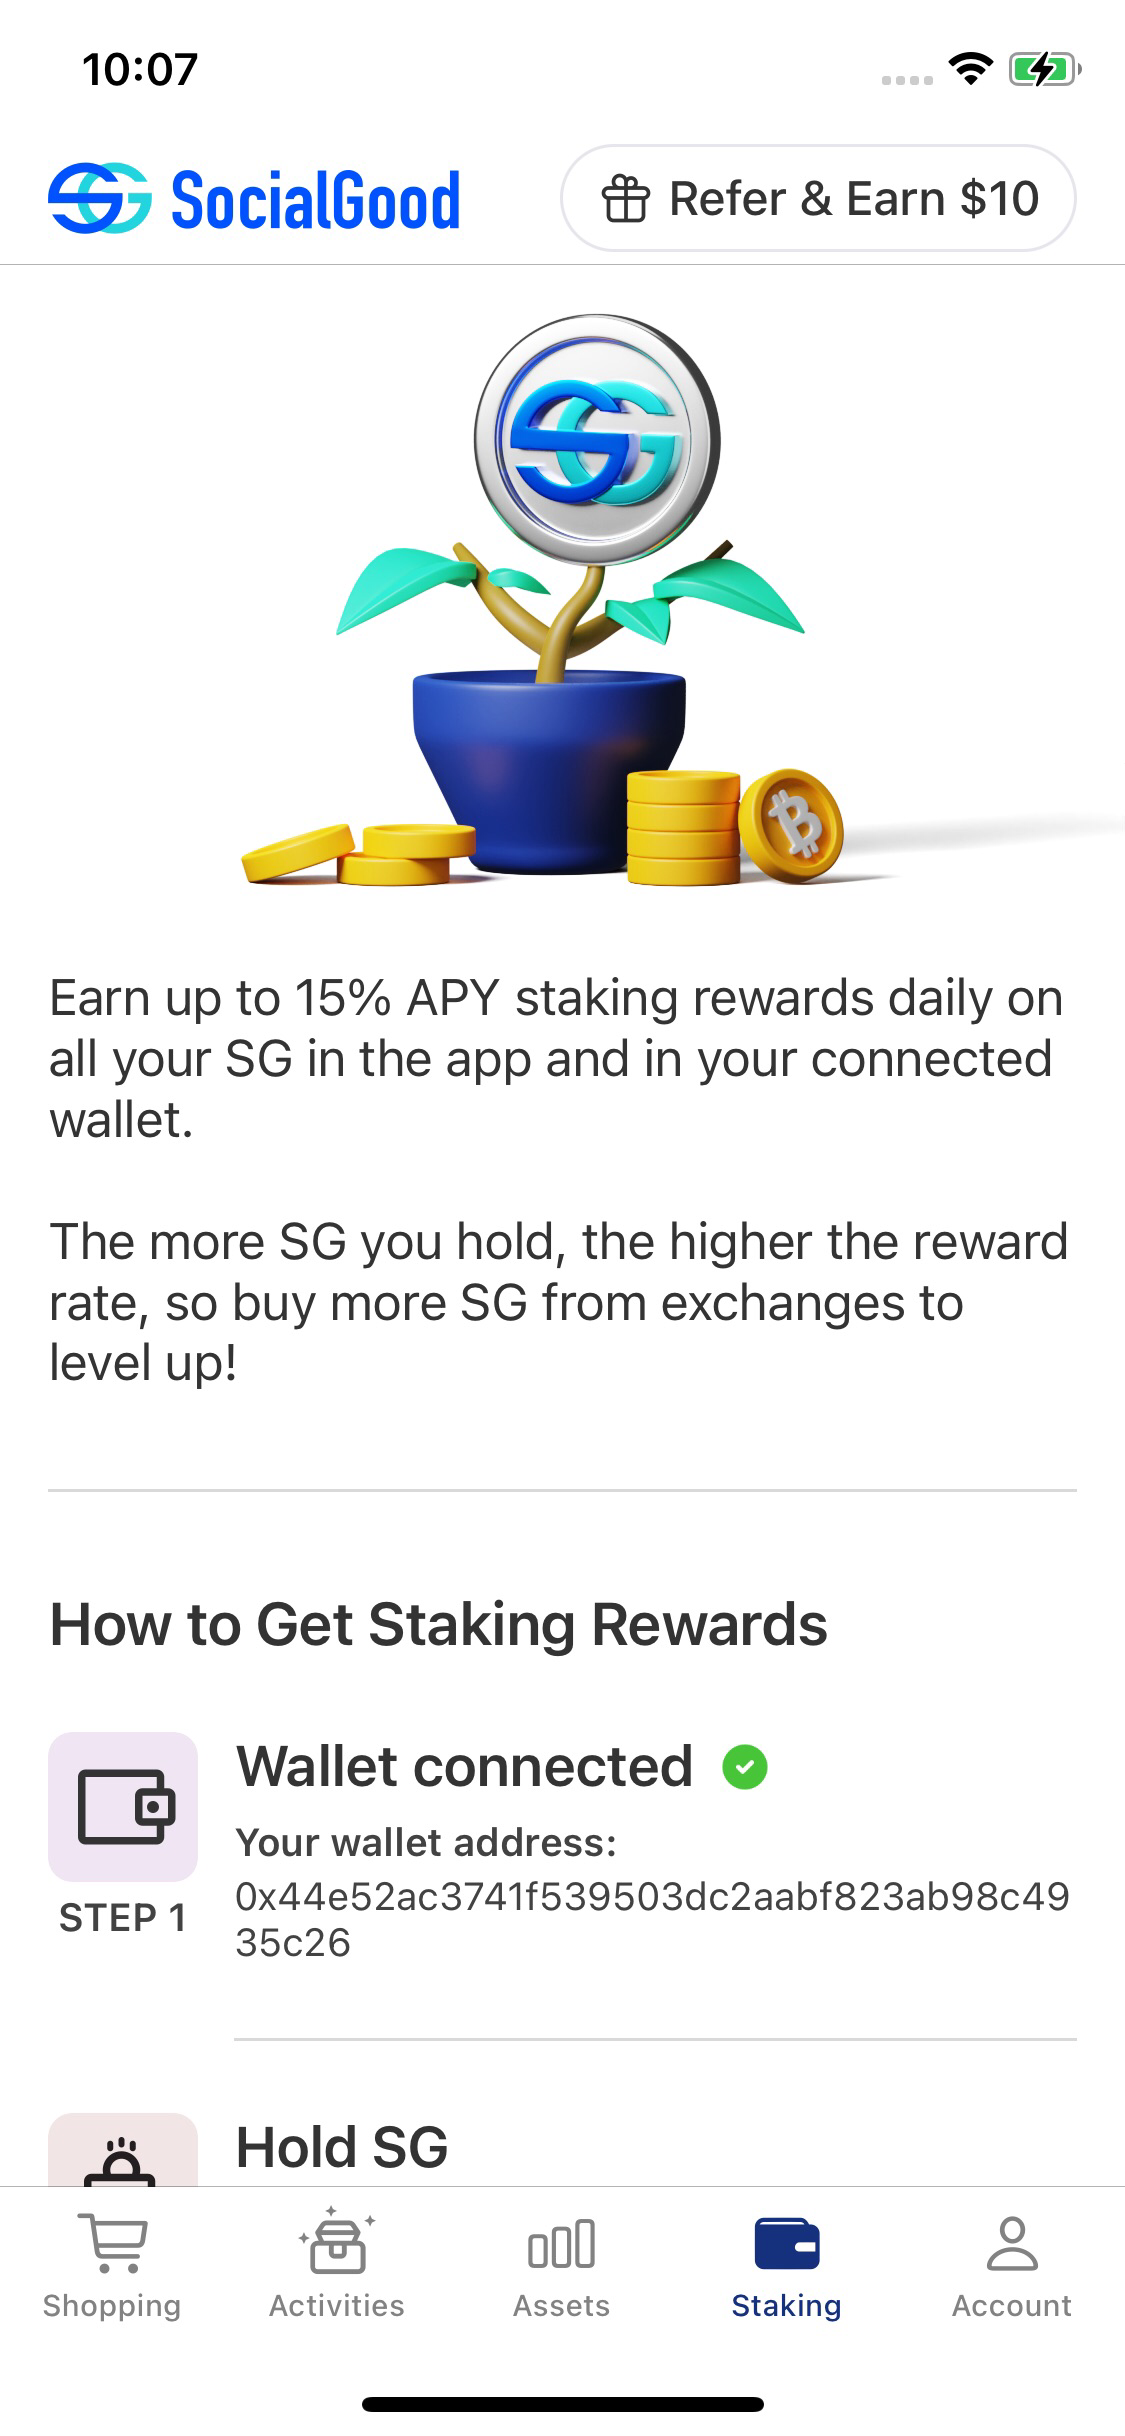 10:07
SocialGood
Refer & Earn $10
Earn up to 15% APY staking rewards daily on
all your SG in the app and in your connected
wallet.
The more SG you hold, the higher the reward
rate, so buy more SG from exchanges to
level up!
How to Get Staking Rewards
Wallet connected
Your wallet address:
0x44e52ac3741f539503dc2aabf823ab98c49
35c26
STEP 1
Hold SG
Shopping
Activities
Assets
Staking
Account